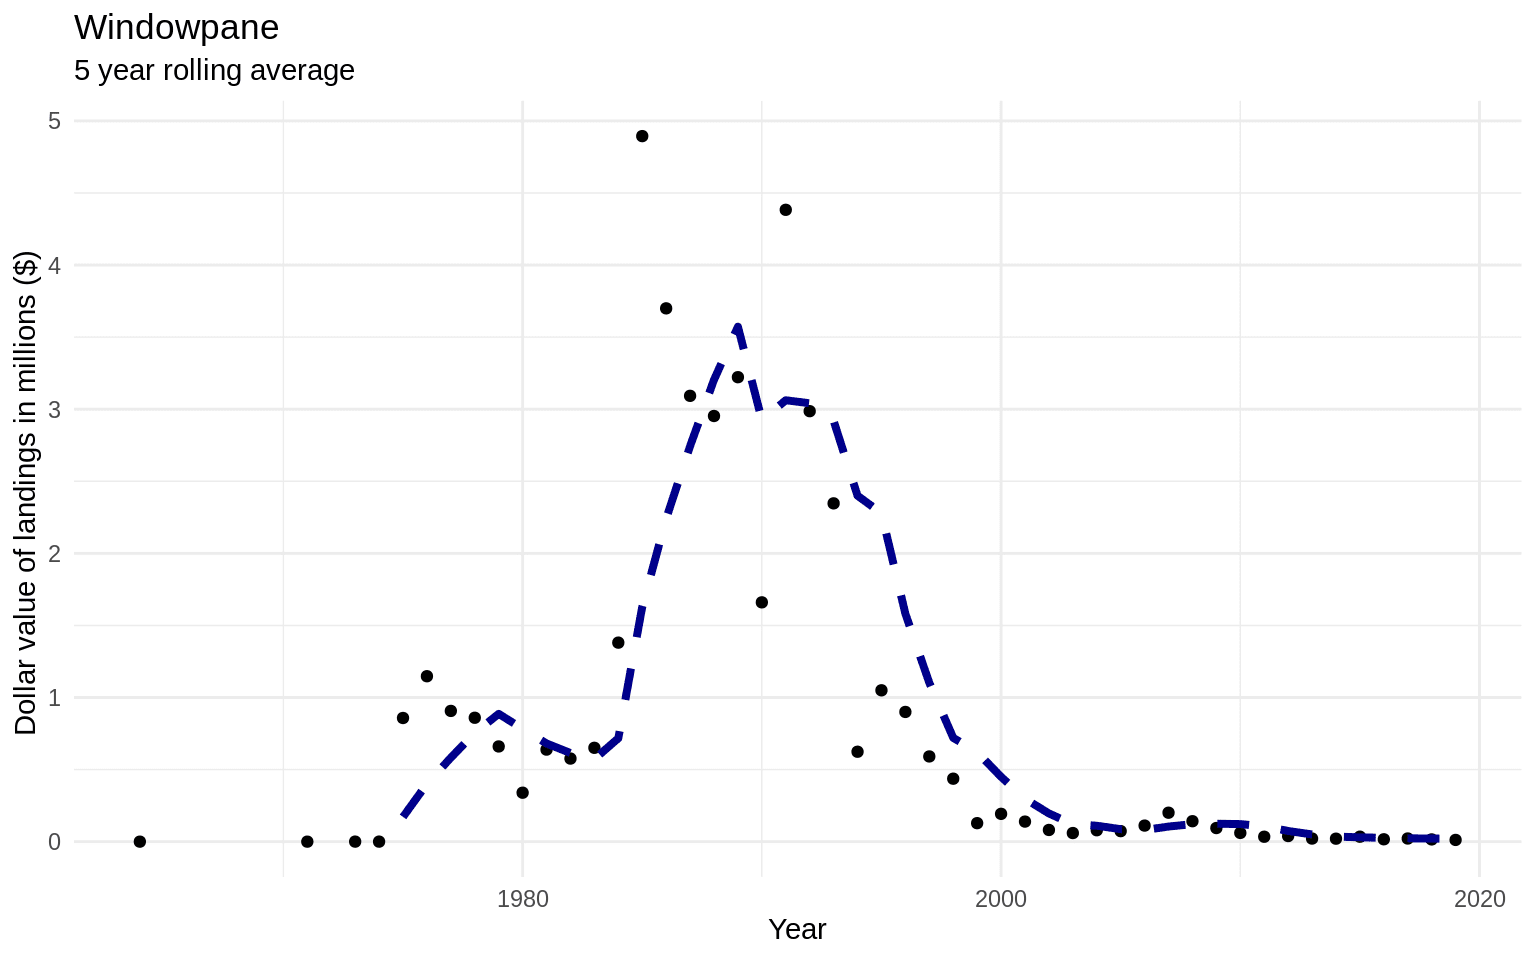 Windowpane
5 year rolling average
Dollar value of landings in millions ($)
5
4
3
2
1
0
1980
2000
2020
Year